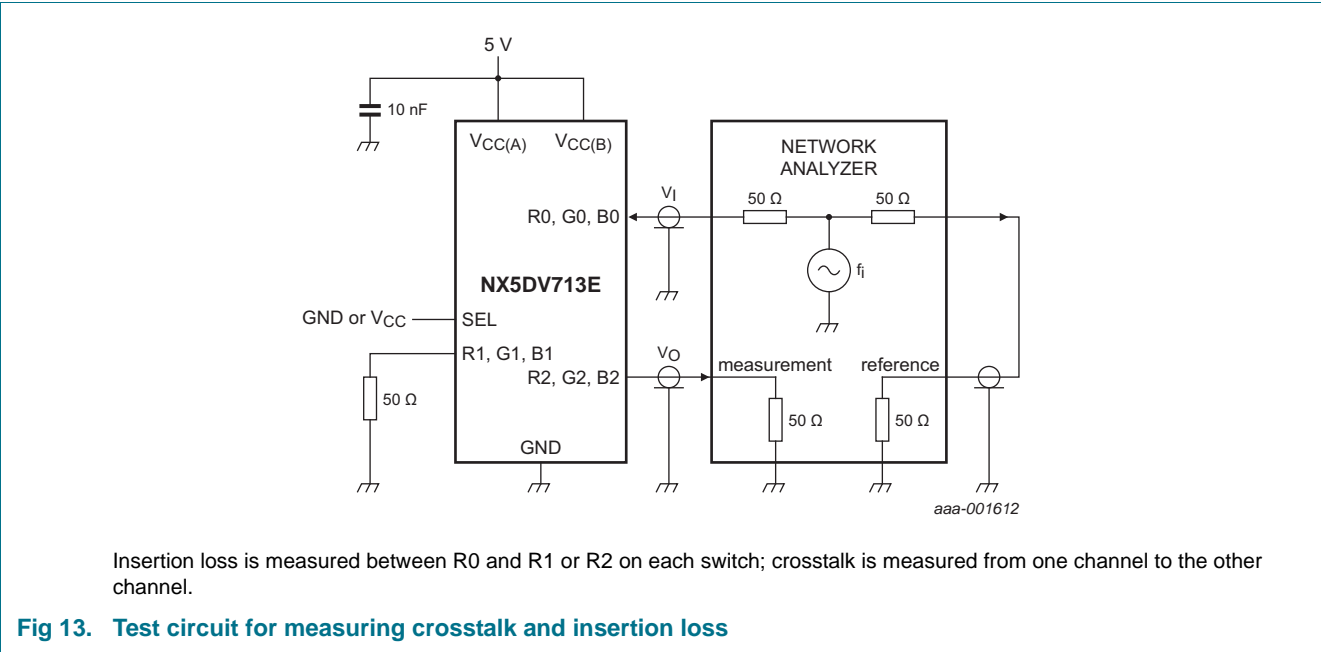 5 V
10 nF
VCC(A) VCC(B)
NETWORK
ANALYZER
VI
50 Ω 50 Ω
R0, G0, B0
fi
NX5DV713E
GND or VCC
SEL
R1, G1, B1
VO
measurement reference
R2, G2, B2
50 Ω
50 Ω 50 Ω
GND
aaa-001612
Insertion loss is measured between R0 and R1 or R2 on each switch; crosstalk is measured from one channel to the other
channel.
Fig 13. Test circuit for measuring crosstalk and insertion loss